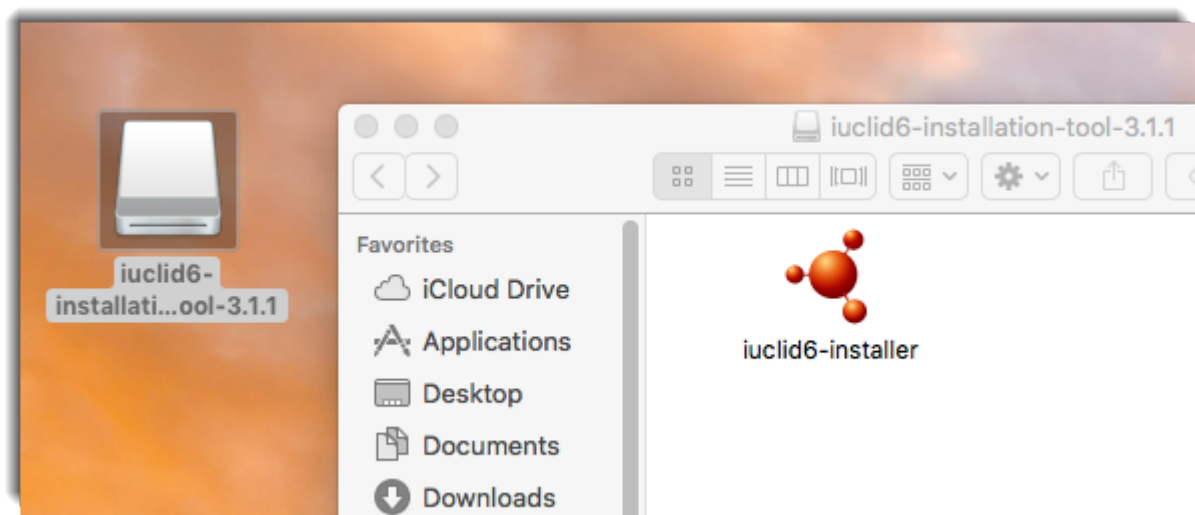 iuclid6-
installati...ool-3.1.1
iuclid6-installation-tool-3.1.1
Favorites
iCloud Drive
Applications
Desktop
Documents
Downloads
iuclid6-installer